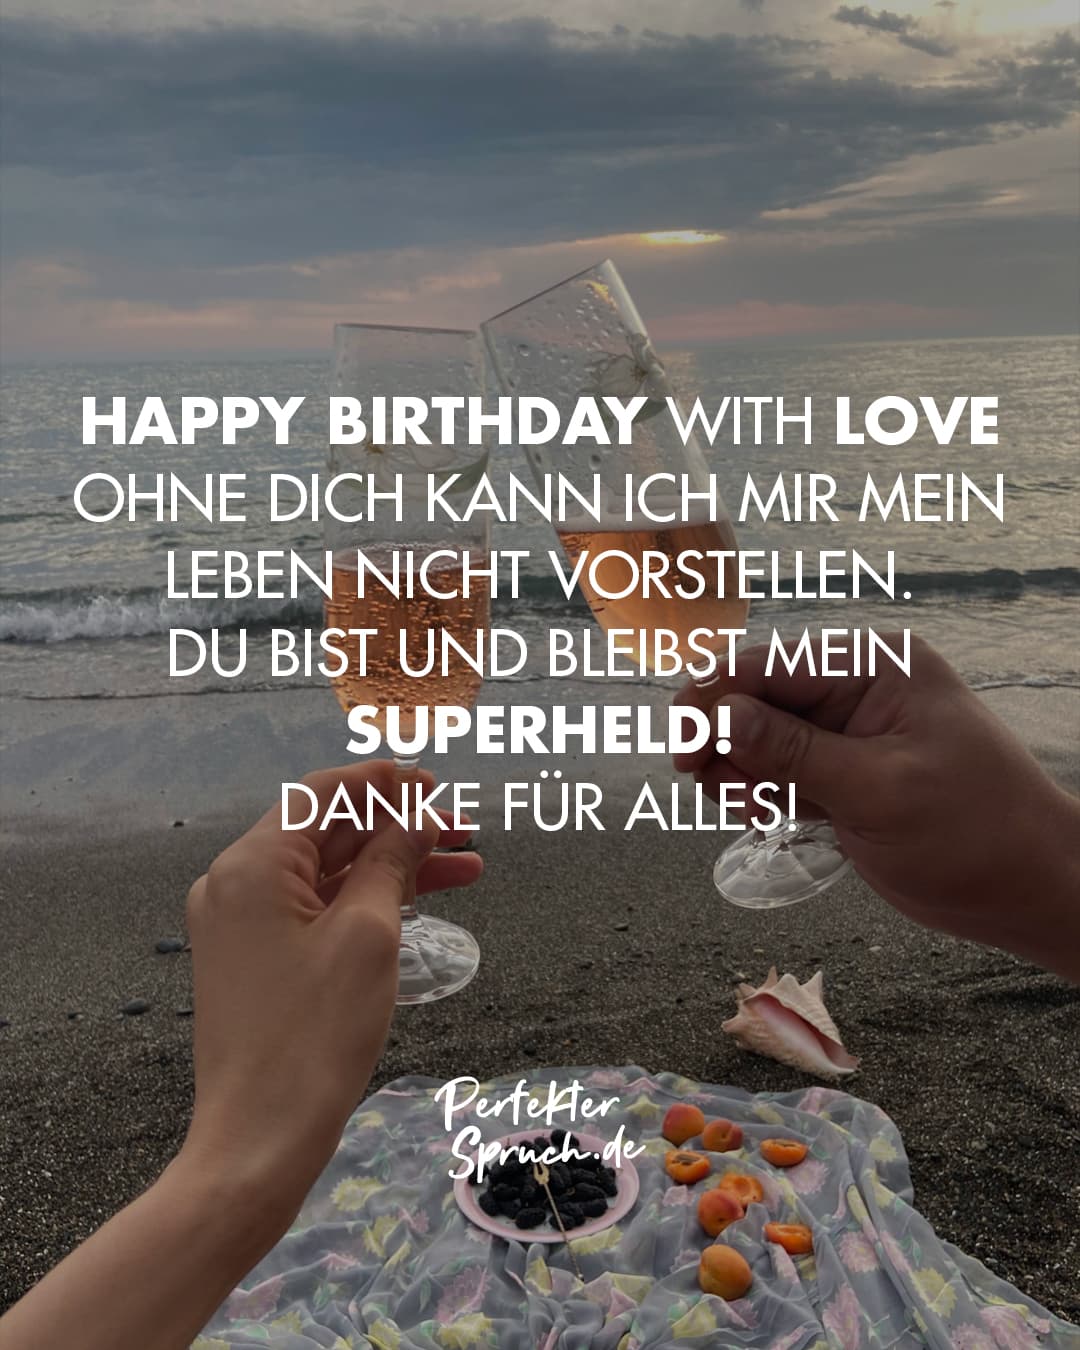 HAPPY BIRTHDAY WITH LOVE
OHNE DICH KANN ICH MIR MEIN
LEBEN NICHT VORSTELLEN.
DU BIST UND BLEIBST MEIN
SUPERHELD!
DANKE FÜR ALLES!
Perfekter
Spruch.de